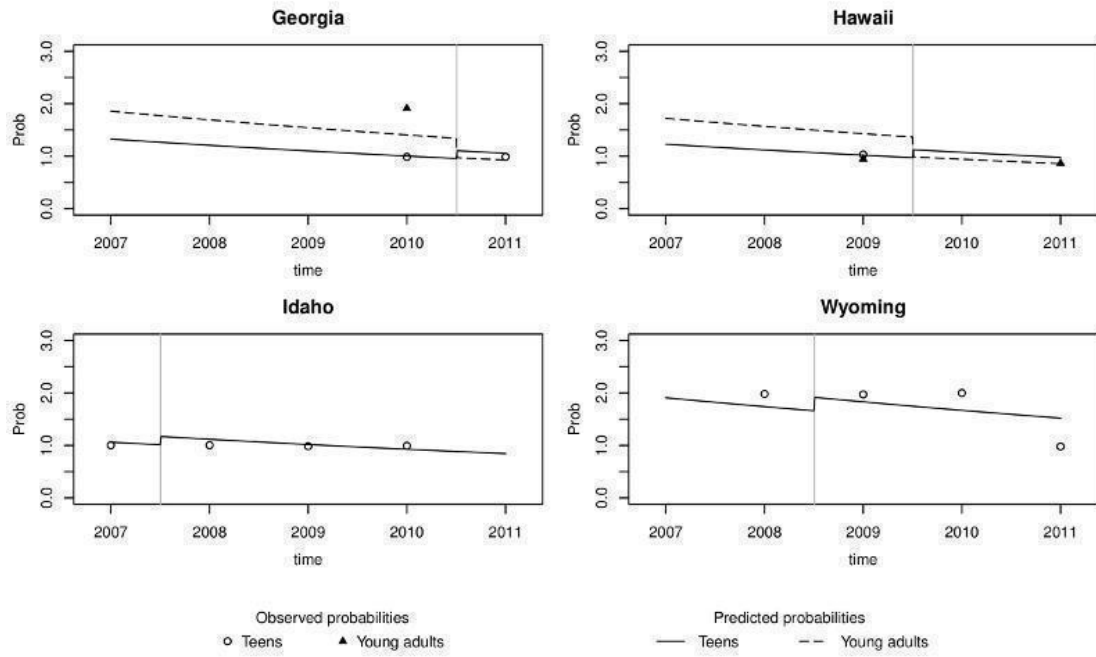 Georgia
Prob
3.0
2.0
1.0
0.0
2007 2008 2009 2010 2011
time
Hawaii
Prob
3.0
2.0
1.0
0.0
2007 2008 2009 2010 2011
time
Idaho
Prob
3.0
2.0
1.0
0.0
2007 2008 2009 2010 2011
time
Wyoming
Prob
3.0
2.0
1.0
0.0
2007 2008 2009 2010 2011
time
Observed probabilities
Teens Young adults
Predicted probabilities
Teens Young adults